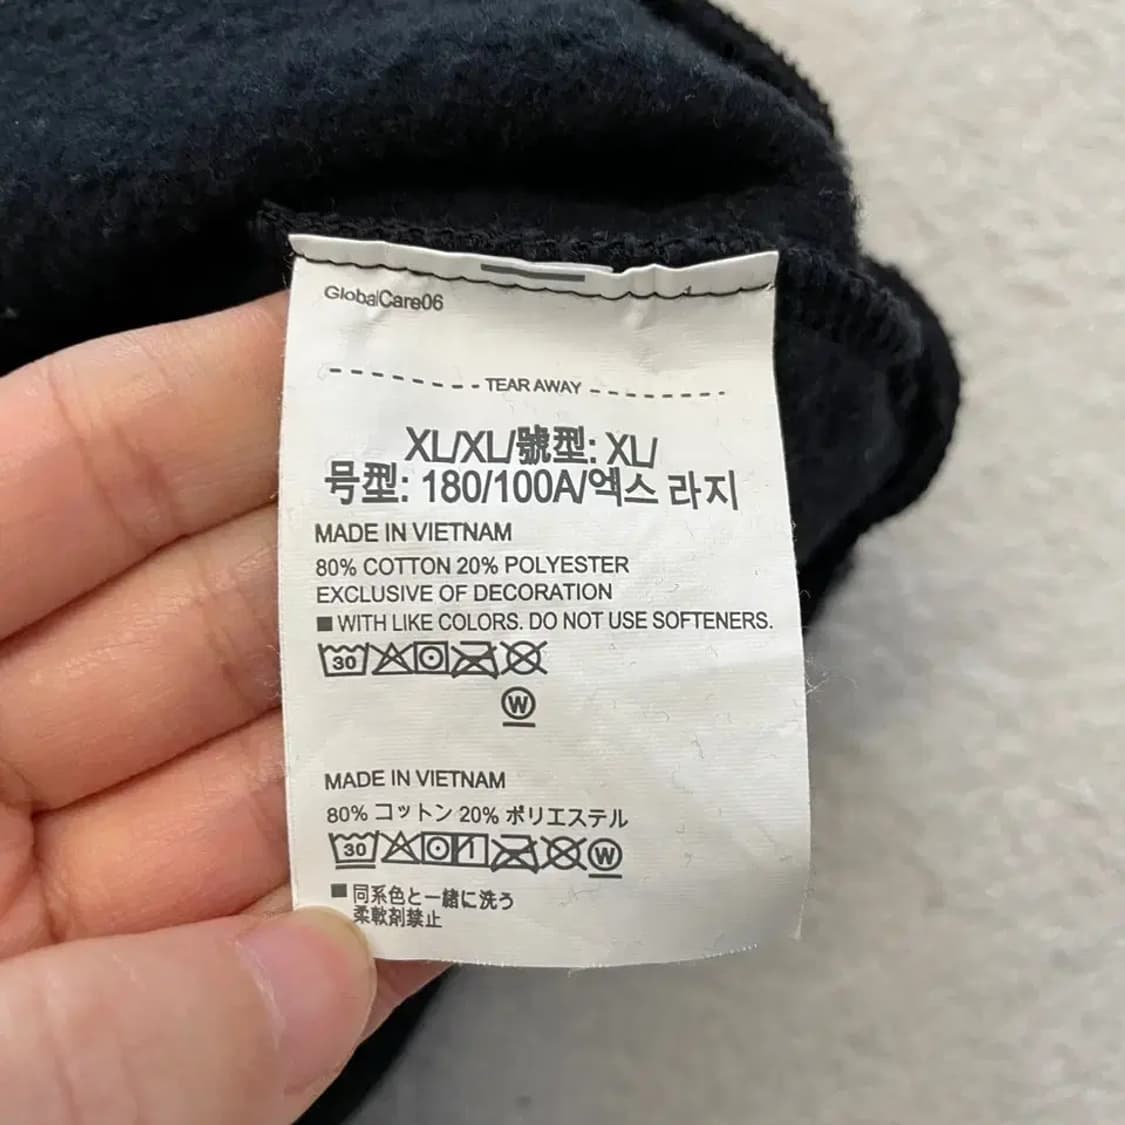 GlobalCare06
TEAR AWAY
XL/XL/號型: XL/
号型: 180/100A/엑스 라지
MADE IN VIETNAM
80% COTTON 20% POLYESTER
EXCLUSIVE OF DECORATION
WITH LIKE COLORS. DO NOT USE SOFTENERS.
30
W
MADE IN VIETNAM
80% コットン 20% ポリエステル
30 W
同系色と一緒に洗う
柔軟剤禁止